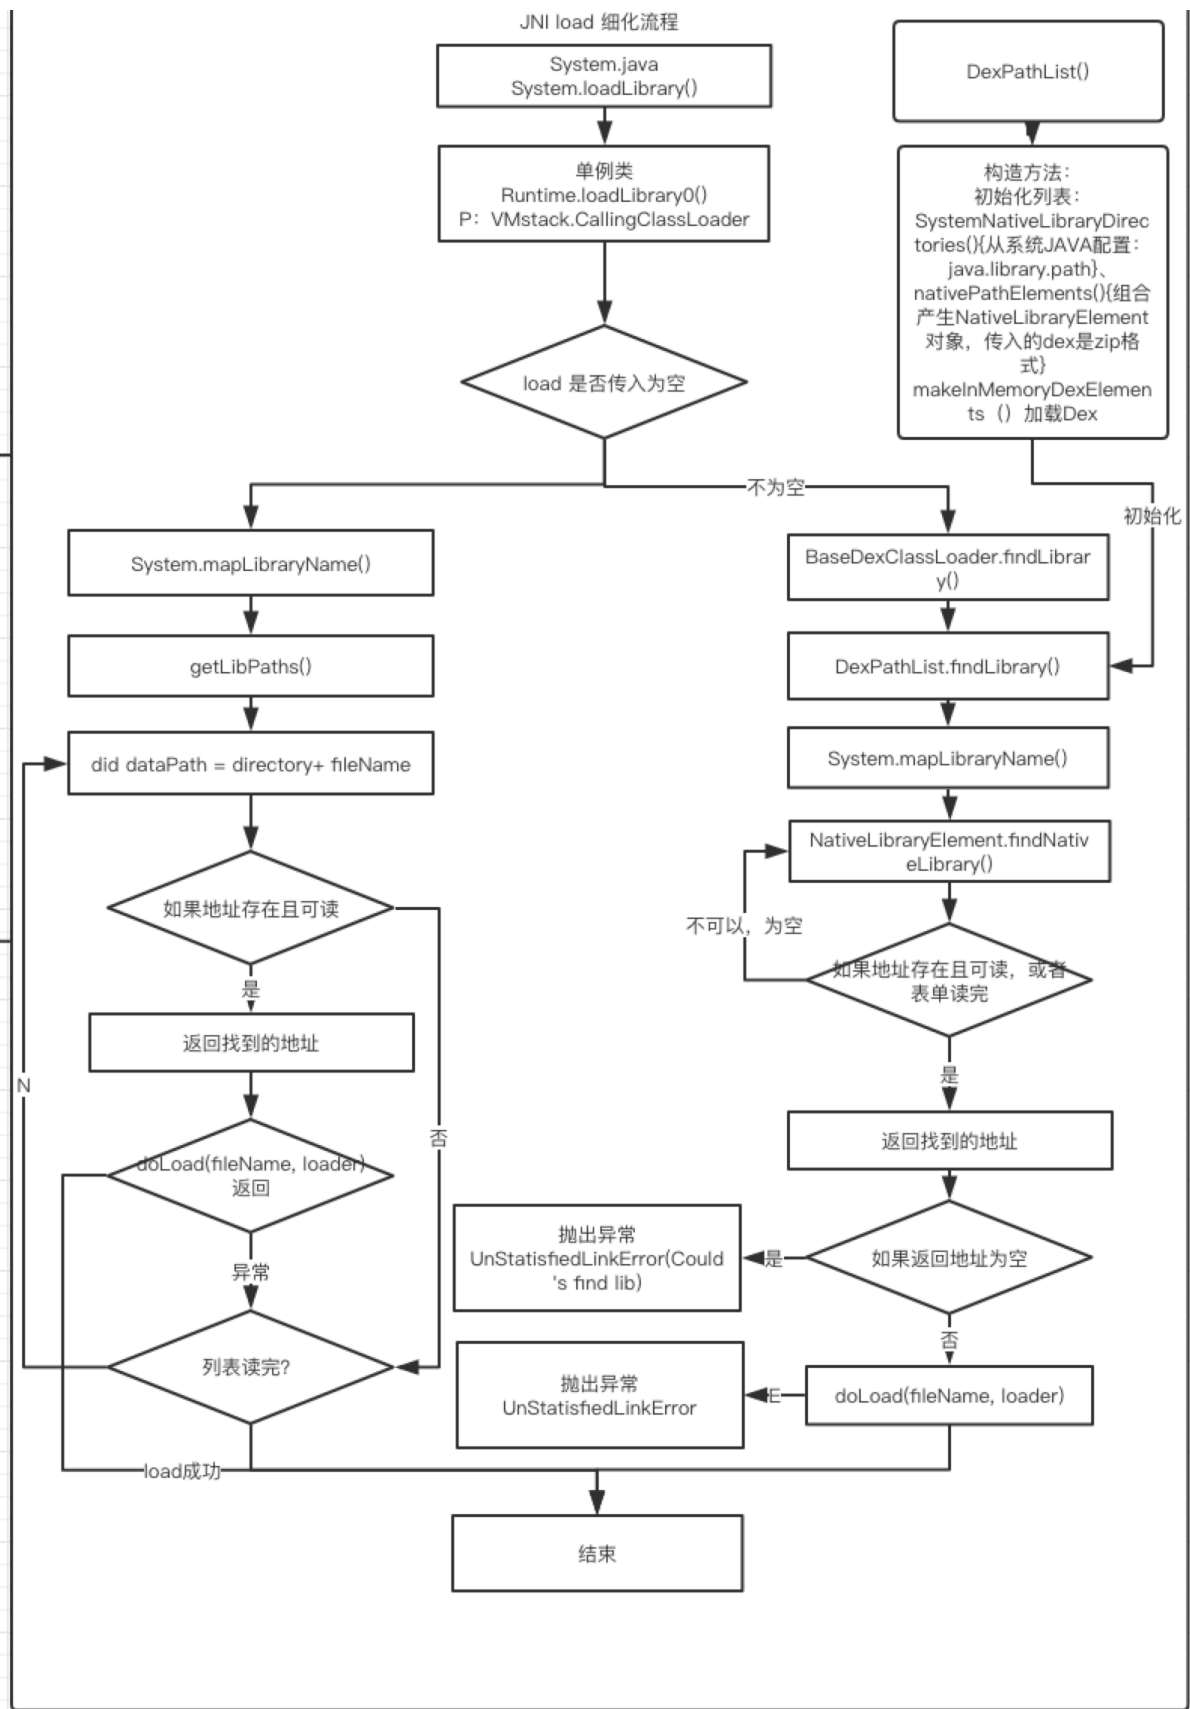 JNI load 细化流程
System.java
System.loadLibrary()
DexPathList()
单例类
Runtime.loadLibrary0()
P：VMstack.CallingClassLoader
构造方法：
初始化列表：
SystemNativeLibraryDirec
tories(){从系统JAVA配置：
java.library.path}、
nativePathElements(){组合
产生NativeLibraryElement
对象，传入的dex是zip格
式}
makeInMemoryDexElemen
ts（）加载Dex
load 是否传入为空
不为空
初始化
System.mapLibraryName()
BaseDexClassLoader.findLibrar
y()
getLibPaths()
DexPathList.findLibrary()
did dataPath = directory+ fileName
System.mapLibraryName()
NativeLibraryElement.findNativ
eLibrary()
如果地址存在且可读
不可以，为空
如果地址存在且可读，或者
表单读完
是
返回找到的地址
N
是
否
返回找到的地址
doLoad(fileName, loader)
返回
抛出异常
UnStatisfiedLinkError(Could
's find lib)
是
如果返回地址为空
异常
否
列表读完?
抛出异常
UnStatisfiedLinkError
E
doLoad(fileName, loader)
load成功
结束